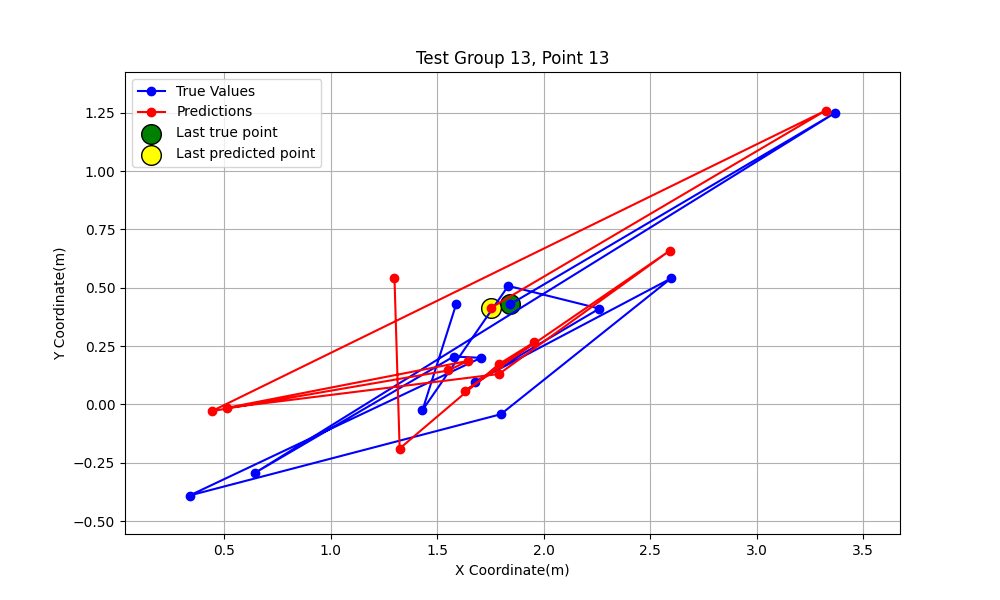 Test Group 13, Point 13
True Values
Predictions
Last true point
Last predicted point
Y Coordinate(m)
1.25
1.00
0.75
0.50
0.25
0.00
−0.25
−0.50
0.5 1.0 1.5 2.0 2.5 3.0 3.5
X Coordinate(m)